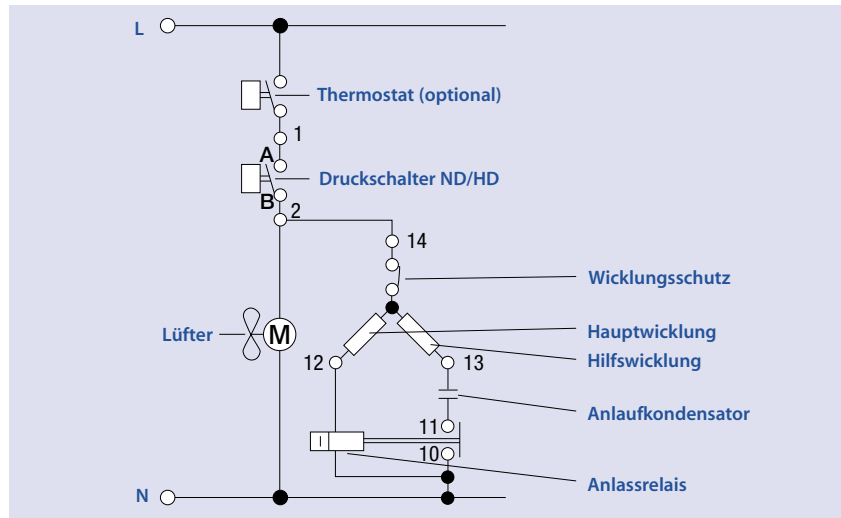 L
Thermostat (optional)
1
A
Druckschalter ND/HD
B
2
14
Wicklungsschutz
Lüfter
M
Hauptwicklung
12
13
Hilfswicklung
Anlaufkondensator
11
I
10
Anlassrelais
N